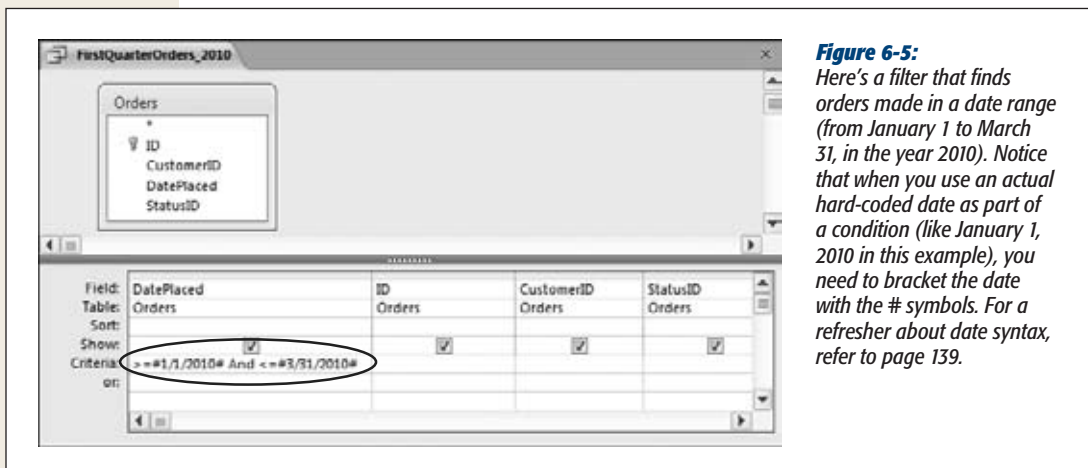 FirstQuarterOrders_2010
Orders
*
ID
CustomerID
DatePlaced
StatusID
Field: DatePlaced ID CustomerID StatusID
Table: Orders Orders Orders Orders
Sort:
Show:
Criteria: >=#1/1/2010# And <=#3/31/2010#
or:
Figure 6-5:
Here's a filter that finds
orders made in a date range
(from January 1 to March
31, in the year 2010). Notice
that when you use an actual
hard-coded date as part of
a condition (like January 1,
2010 in this example), you
need to bracket the date
with the # symbols. For a
refresher about date syntax,
refer to page 139.